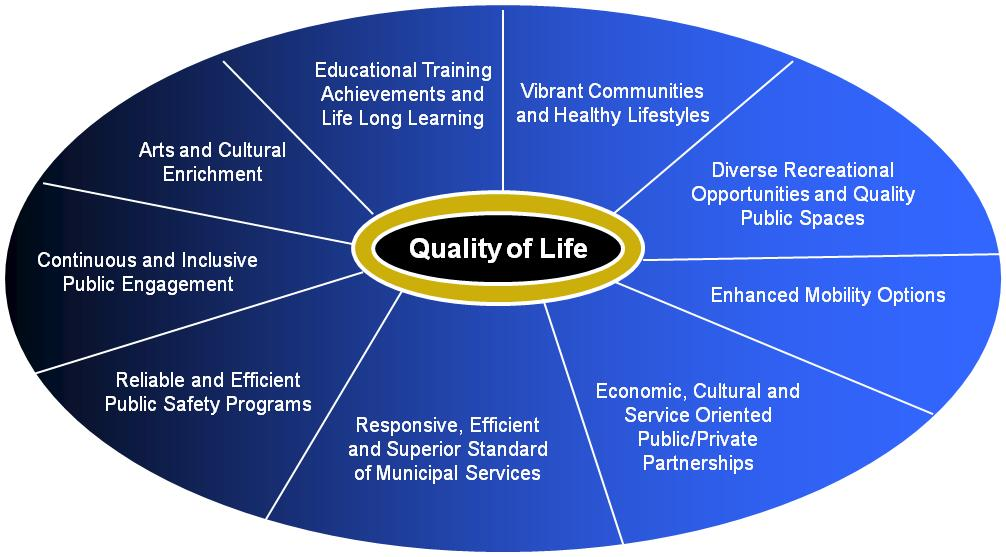 Educational Training
Achievements and
Life Long Learning
Vibrant Communities
and Healthy Lifestyles
Arts and Cultural
Enrichment
Diverse Recreational
Opportunities and Quality
Public Spaces
Quality of Life
Continuous and Inclusive
Public Engagement
Enhanced Mobility Options
Reliable and Efficient
Public Safety Programs
Responsive, Efficient
and Superior Standard
of Municipal Services
Economic, Cultural and
Service Oriented
Public/Private
Partnerships